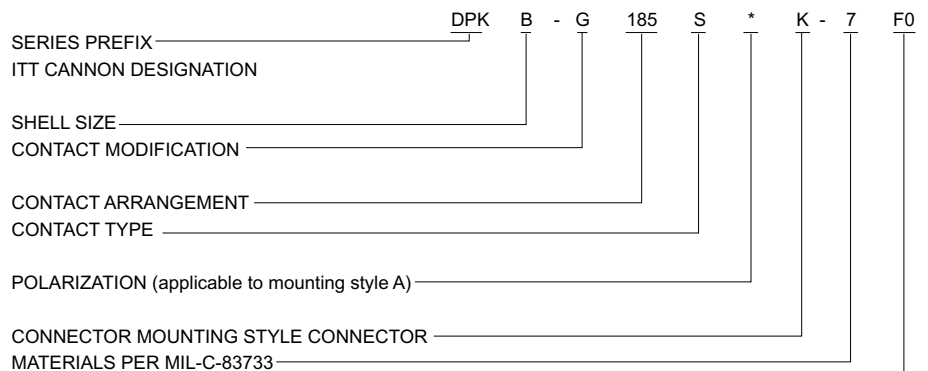 DPK B - G 185 S * K - 7 F0
SERIES PREFIX
ITT CANNON DESIGNATION
SHELL SIZE
CONTACT MODIFICATION
CONTACT ARRANGEMENT
CONTACT TYPE
POLARIZATION (applicable to mounting style A)
CONNECTOR MOUNTING STYLE CONNECTOR
MATERIALS PER MIL-C-83733